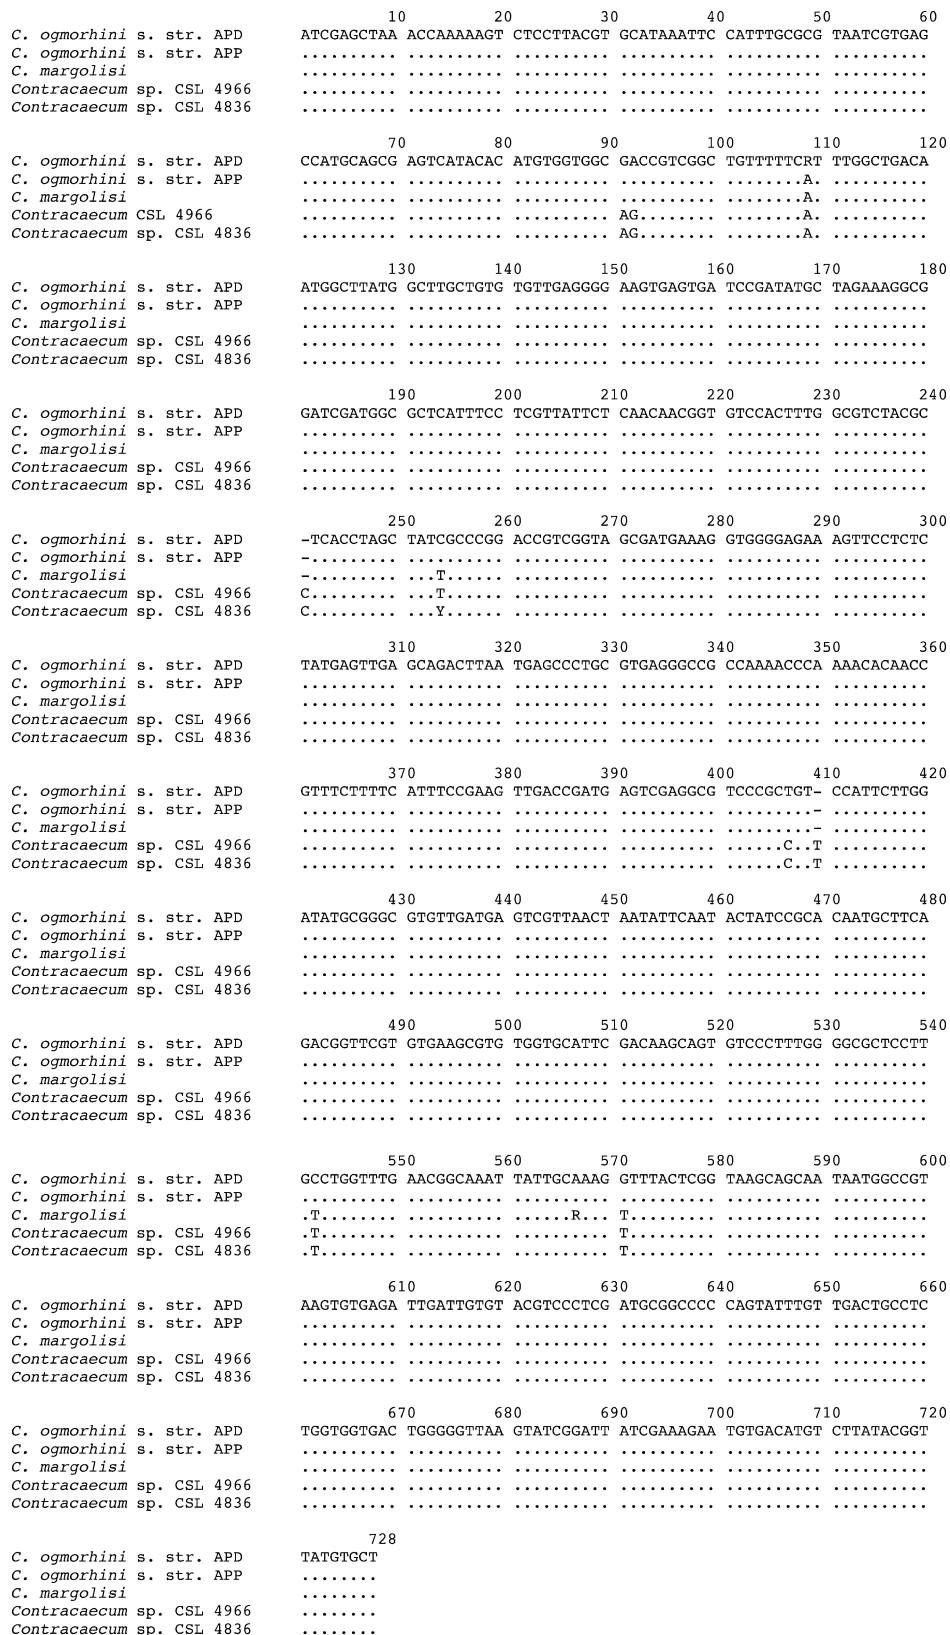 10 20 30 40 50 60
C. ogmorhini s. str. APD ATCGAGCTAA ACCAAAAAGT CTCCTTACGT GCATAAATTC CATTTGCGCG TAATCGTGAG
C. ogmorhini s. str. APP .......... .......... .......... .......... .......... ..........
C. margolisi .......... .......... .......... .......... .......... ..........
Contracaecum sp. CSL 4966 .......... .......... .......... .......... .......... ..........
Contracaecum sp. CSL 4836 .......... .......... .......... .......... .......... ..........
70 80 90 100 110 120
C. ogmorhini s. str. APD CCATGCAGCG AGTCATACAC ATGTGGTGGC GACCGTCGGC TGTTTTTCRT TTGGCTGACA
C. ogmorhini s. str. APP .......... .......... .......... .......... ........A. ..........
C. margolisi .......... .......... .......... .......... ........A. ..........
Contracaecum CSL 4966 .......... .......... .......... AG........ ........A. ..........
Contracaecum sp. CSL 4836 .......... .......... .......... AG........ ........A. ..........
130 140 150 160 170 180
C. ogmorhini s. str. APD ATGGCTTATG GCTTGCTGTG TGTTGAGGGG AAGTGAGTGA TCCGATATGC TAGAAAGGCG
C. ogmorhini s. str. APP .......... .......... .......... .......... .......... ..........
C. margolisi .......... .......... .......... .......... .......... ..........
Contracaecum sp. CSL 4966 .......... .......... .......... .......... .......... ..........
Contracaecum sp. CSL 4836 .......... .......... .......... .......... .......... ..........
190 200 210 220 230 240
C. ogmorhini s. str. APD GATCGATGGC GCTCATTTCC TCGTTATTCT CAACAACGGT GTCCACTTTG GCGTCTACGC
C. ogmorhini s. str. APP .......... .......... .......... .......... .......... ..........
C. margolisi .......... .......... .......... .......... .......... ..........
Contracaecum sp. CSL 4966 .......... .......... .......... .......... .......... ..........
Contracaecum sp. CSL 4836 .......... .......... .......... .......... .......... ..........
250 260 270 280 290 300
C. ogmorhini s. str. APD -TCACCTAGC TATCGCCCGG ACCGTCGGTA GCGATGAAAG GTGGGGAGAA AGTTCCTCTC
C. ogmorhini s. str. APP -......... .......... .......... .......... .......... ..........
C. margolisi -......... ...T...... .......... .......... .......... ..........
Contracaecum sp. CSL 4966 C......... ...T...... .......... .......... .......... ..........
Contracaecum sp. CSL 4836 C......... ...Y...... .......... .......... .......... ..........
310 320 330 340 350 360
C. ogmorhini s. str. APD TATGAGTTGA GCAGACTTAA TGAGCCCTGC GTGAGGGCCG CCAAAACCCA AAACACAACC
C. ogmorhini s. str. APP .......... .......... .......... .......... .......... ..........
C. margolisi .......... .......... .......... .......... .......... ..........
Contracaecum sp. CSL 4966 .......... .......... .......... .......... .......... ..........
Contracaecum sp. CSL 4836 .......... .......... .......... .......... .......... ..........
370 380 390 400 410 420
C. ogmorhini s. str. APD GTTTCTTTTC ATTTCCGAAG TTGACCGATG AGTCGAGGCG TCCCGCTGT- CCATTCTTGG
C. ogmorhini s. str. APP .......... .......... .......... .......... .........- ..........
C. margolisi .......... .......... .......... .......... .........- ..........
Contracaecum sp. CSL 4966 .......... .......... .......... .......... ......C..T ..........
Contracaecum sp. CSL 4836 .......... .......... .......... .......... ......C..T ..........
430 440 450 460 470 480
C. ogmorhini s. str. APD ATATGCGGGC GTGTTGATGA GTCGTTAACT AATATTCAAT ACTATCCGCA CAATGCTTCA
C. ogmorhini s. str. APP .......... .......... .......... .......... .......... ..........
C. margolisi .......... .......... .......... .......... .......... ..........
Contracaecum sp. CSL 4966 .......... .......... .......... .......... .......... ..........
Contracaecum sp. CSL 4836 .......... .......... .......... .......... .......... ..........
490 500 510 520 530 540
C. ogmorhini s. str. APD GACGGTTCGT GTGAAGCGTG TGGTGCATTC GACAAGCAGT GTCCCTTTGG GGCGCTCCTT
C. ogmorhini s. str. APP .......... .......... .......... .......... .......... ..........
C. margolisi .......... .......... .......... .......... .......... ..........
Contracaecum sp. CSL 4966 .......... .......... .......... .......... .......... ..........
Contracaecum sp. CSL 4836 .......... .......... .......... .......... .......... ..........
550 560 570 580 590 600
C. ogmorhini s. str. APD GCCTGGTTTG AACGGCAAAT TATTGCAAAG GTTTACTCGG TAAGCAGCAA TAATGGCCGT
C. ogmorhini s. str. APP .......... .......... .......... .......... .......... ..........
C. margolisi .T........ .......... ......R... T......... .......... ..........
Contracaecum sp. CSL 4966 .T........ .......... .......... T......... .......... ..........
Contracaecum sp. CSL 4836 .T........ .......... .......... T......... .......... ..........
610 620 630 640 650 660
C. ogmorhini s. str. APD AAGTGTGAGA TTGATTGTGT ACGTCCCTCG ATGCGGCCCC CAGTATTTGT TGACTGCCTC
C. ogmorhini s. str. APP .......... .......... .......... .......... .......... ..........
C. margolisi .......... .......... .......... .......... .......... ..........
Contracaecum sp. CSL 4966 .......... .......... .......... .......... .......... ..........
Contracaecum sp. CSL 4836 .......... .......... .......... .......... .......... ..........
670 680 690 700 710 720
C. ogmorhini s. str. APD TGGTGGTGAC TGGGGGTTAA GTATCGGATT ATCGAAAGAA TGTGACATGT CTTATACGGT
C. ogmorhini s. str. APP .......... .......... .......... .......... .......... ..........
C. margolisi .......... .......... .......... .......... .......... ..........
Contracaecum sp. CSL 4966 .......... .......... .......... .......... .......... ..........
Contracaecum sp. CSL 4836 .......... .......... .......... .......... .......... ..........
728
C. ogmorhini s. str. APD TATGTGCT
C. ogmorhini s. str. APP ........
C. margolisi ........
Contracaecum sp. CSL 4966 ........
Contracaecum sp. CSL 4836 ........